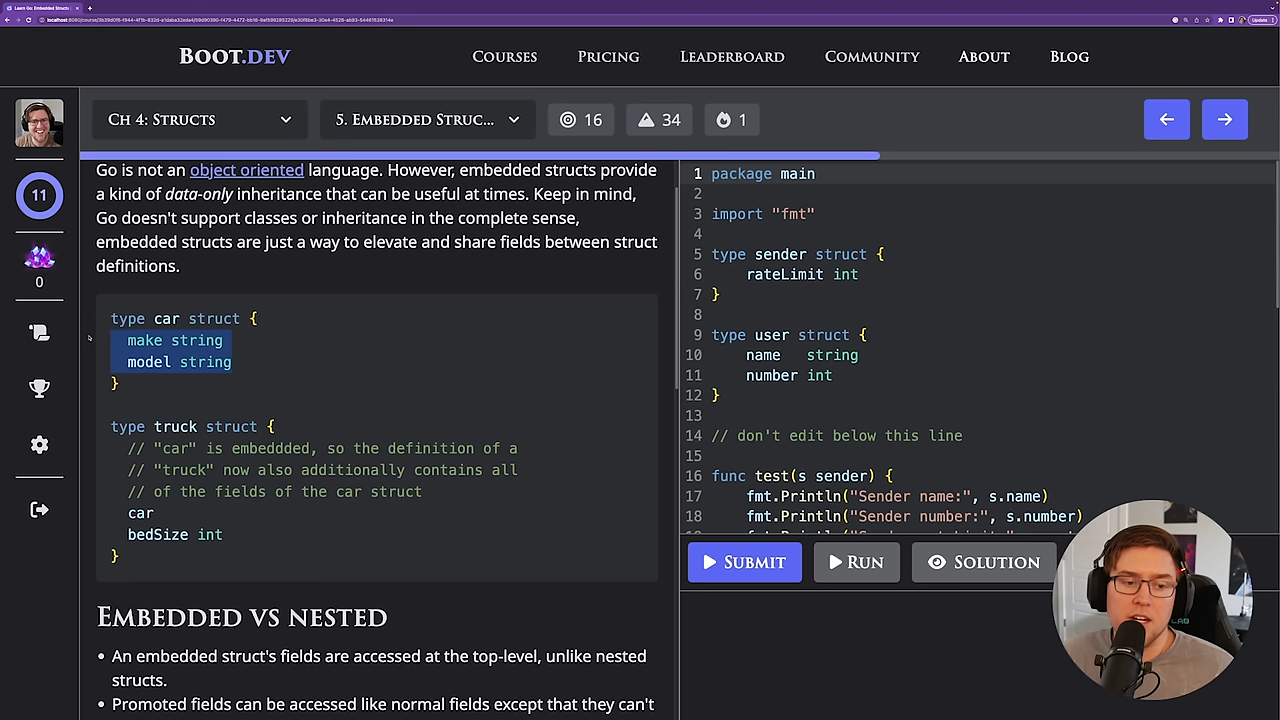 Learn Go: Embedded Structs
localhost:8080/course/
Update
BOOT.DEV
COURSES
PRICING
LEADERBOARD
COMMUNITY
ABOUT
BLOG
CH 4: STRUCTS
5. EMBEDDED STRUC...
16
34
1
11
0
Go is not an object oriented language. However, embedded structs provide
a kind of data-only inheritance that can be useful at times. Keep in mind,
Go doesn't support classes or inheritance in the complete sense,
embedded structs are just a way to elevate and share fields between struct
definitions.
type car struct {
make string
model string
}
type truck struct {
// "car" is embeddded, so the definition of a
// "truck" now also additionally contains all
// of the fields of the car struct
car
bedSize int
}
EMBEDDED VS NESTED
• An embedded struct's fields are accessed at the top-level, unlike nested
structs.
• Promoted fields can be accessed like normal fields except that they can't
1 package main
2
3 import "fmt"
4
5 type sender struct {
6 rateLimit int
7 }
8
9 type user struct {
10 name string
11 number int
12 }
13
14 // don't edit below this line
15
16 func test(s sender) {
17 fmt.Println("Sender name:", s.name)
18 fmt.Println("Sender number:", s.number)
SUBMIT
RUN
SOLUTION